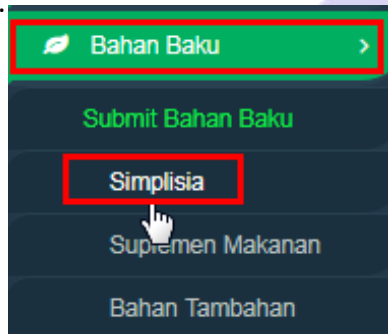 .
Bahan Baku
Submit Bahan Baku
Simplisia
Suplemen Makanan
Bahan Tambahan